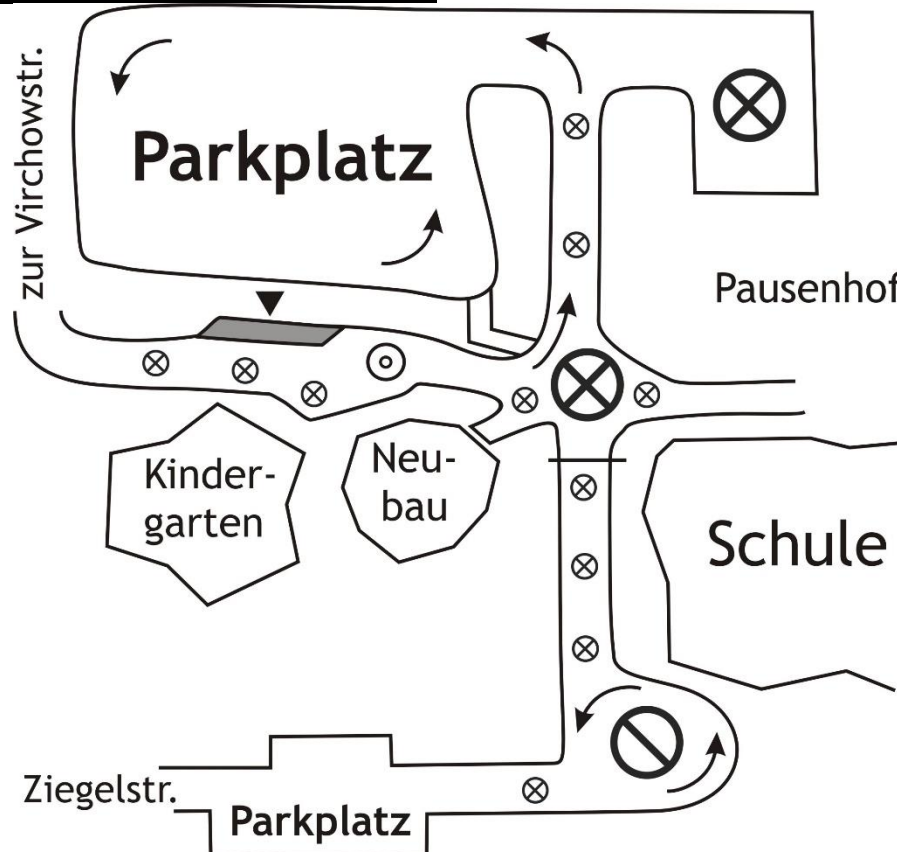 zur Virchowstr.
Parkplatz
Pausenhof
Kinder-
garten
Neu-
bau
Schule
Ziegelstr.
Parkplatz